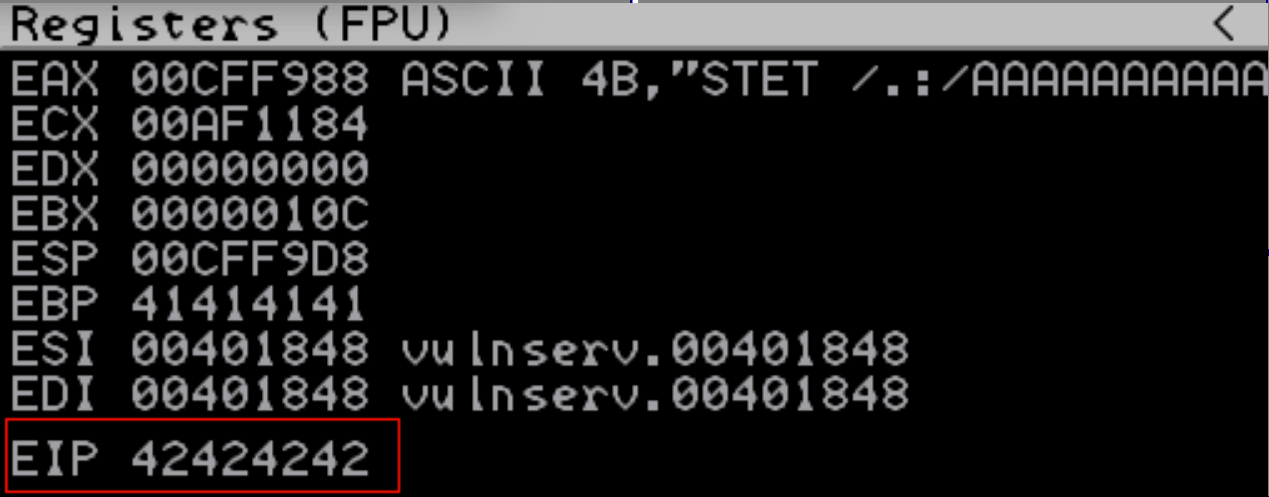 Registers (FPU) <
EAX 00CFF988 ASCII 4B,"STET /.:/AAAAAAAAAAA
ECX 00AF1184
EDX 00000000
EBX 0000010C
ESP 00CFF9D8
EBP 41414141
ESI 00401848 vulnserv.00401848
EDI 00401848 vulnserv.00401848
EIP 42424242